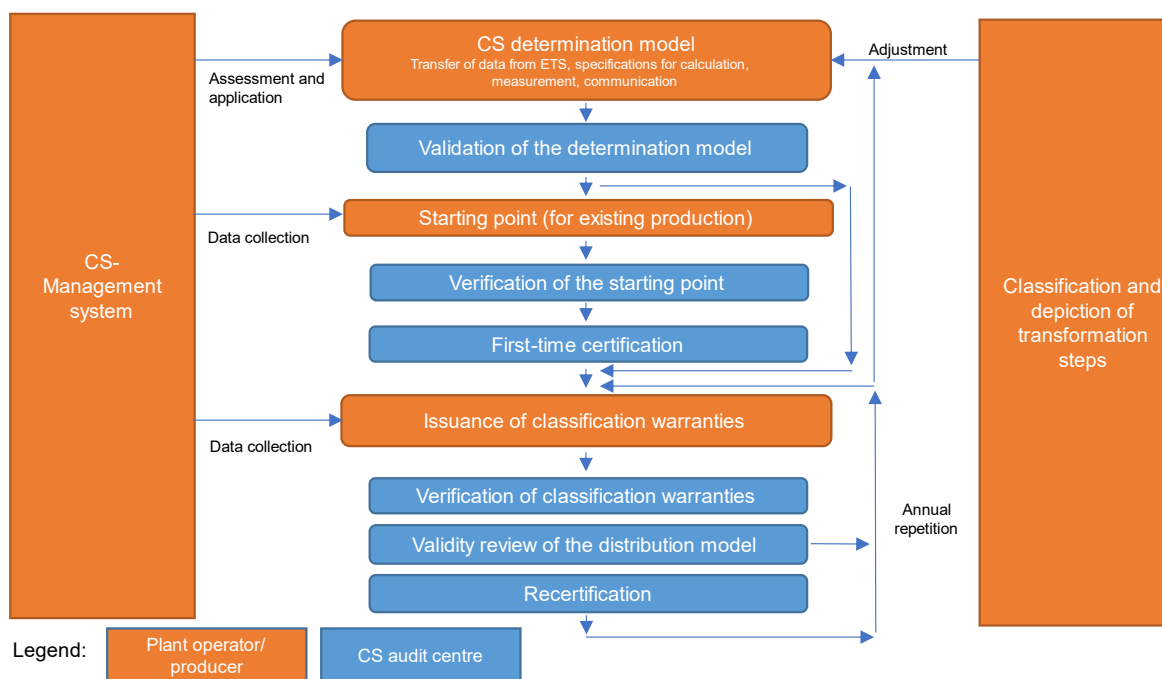 CS determination model
Transfer of data from ETS, specifications for calculation,
measurement, communication
Adjustment
Assessment and
application
Validation of the determination model
Starting point (for existing production)
Data collection
CS-
Management
system
Verification of the starting point
Classification and
depiction of
transformation
steps
First-time certification
Issuance of classification warranties
Data collection
Verification of classification warranties
Annual
repetition
Validity review of the distribution model
Recertification
Legend:
Plant operator/
producer
CS audit centre